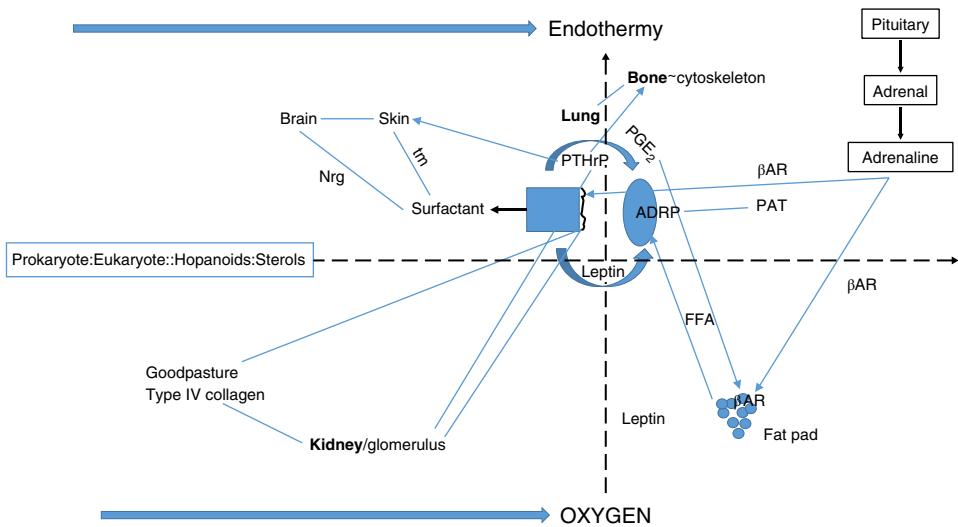 Endothermy
Pituitary
Adrenal
Adrenaline
Bone~cytoskeleton
Lung
Brain
Skin
PGE2
PTHrP
tm
Nrg
βAR
Surfactant
ADRP
PAT
Prokaryote:Eukaryote::Hopanoids:Sterols
Leptin
βAR
FFA
Goodpasture
Type IV collagen
βAR
Leptin
Fat pad
Kidney/glomerulus
OXYGEN